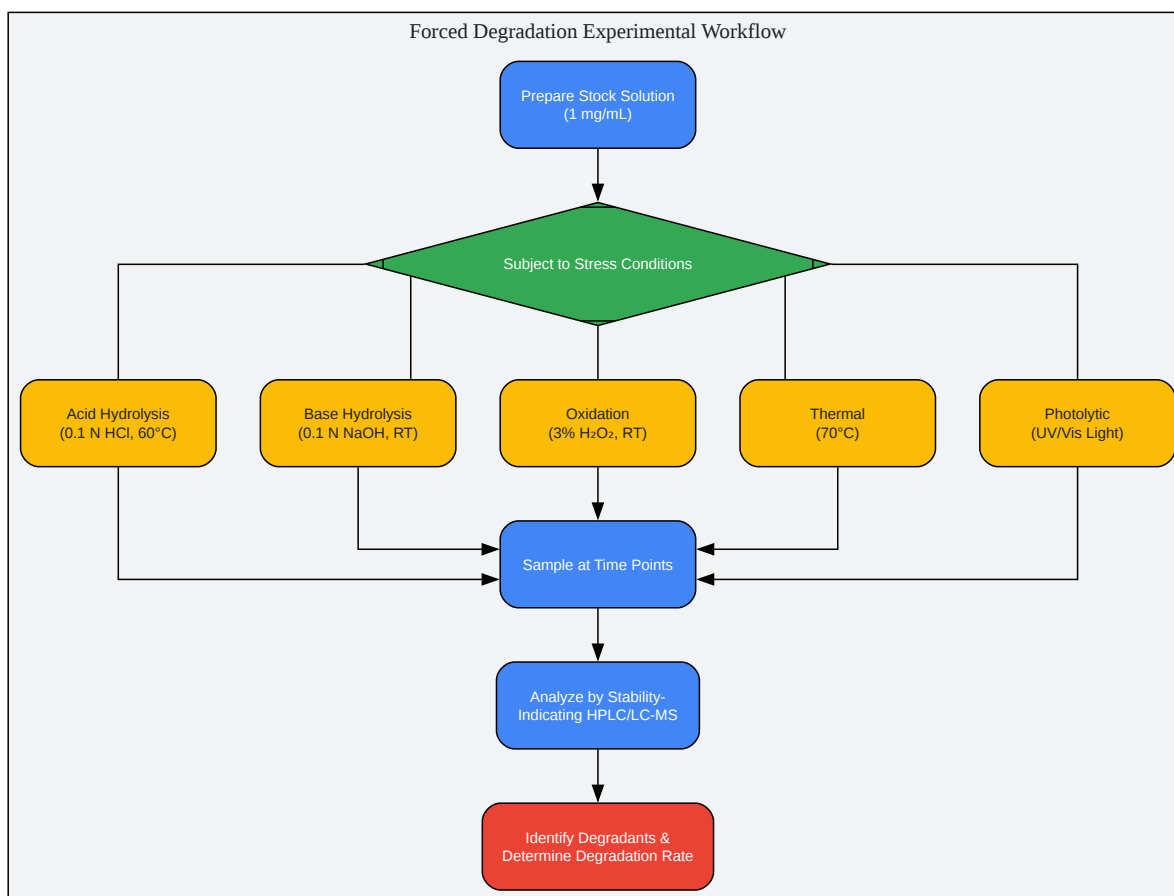 Forced Degradation Experimental Workflow
Prepare Stock Solution
(1 mg/mL)
Subject to Stress Conditions
Acid Hydrolysis
(0.1 N HCl, 60°C)
Base Hydrolysis
(0.1 N NaOH, RT)
Oxidation
(3% H₂O₂, RT)
Thermal
(70°C)
Photolytic
(UV/Vis Light)
Sample at Time Points
Analyze by Stability-
Indicating HPLC/LC-MS
Identify Degradants &
Determine Degradation Rate